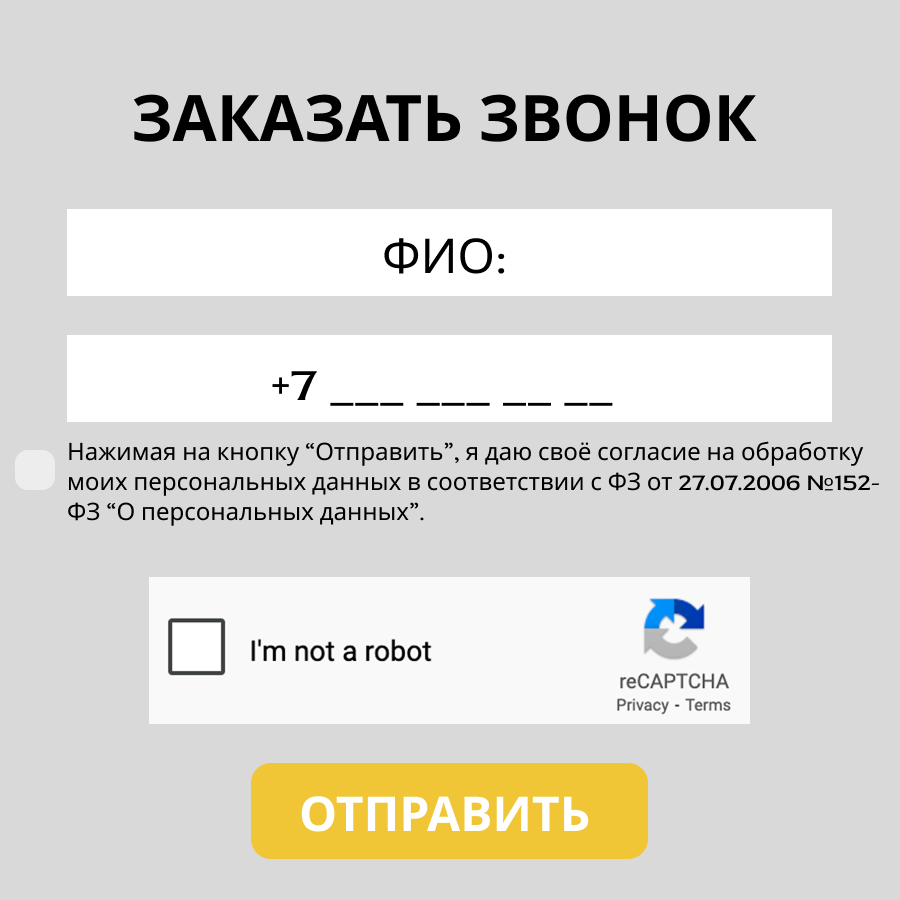 ЗАКАЗАТЬ ЗВОНОК
ФИО:
+7 ___ ___ __ __
Нажимая на кнопку “Отправить”, я даю своё согласие на обработку
моих персональных данных в соответствии с ФЗ от 27.07.2006 №152-
ФЗ “О персональных данных”.
I'm not a robot
reCAPTCHA
Privacy - Terms
ОТПРАВИТЬ